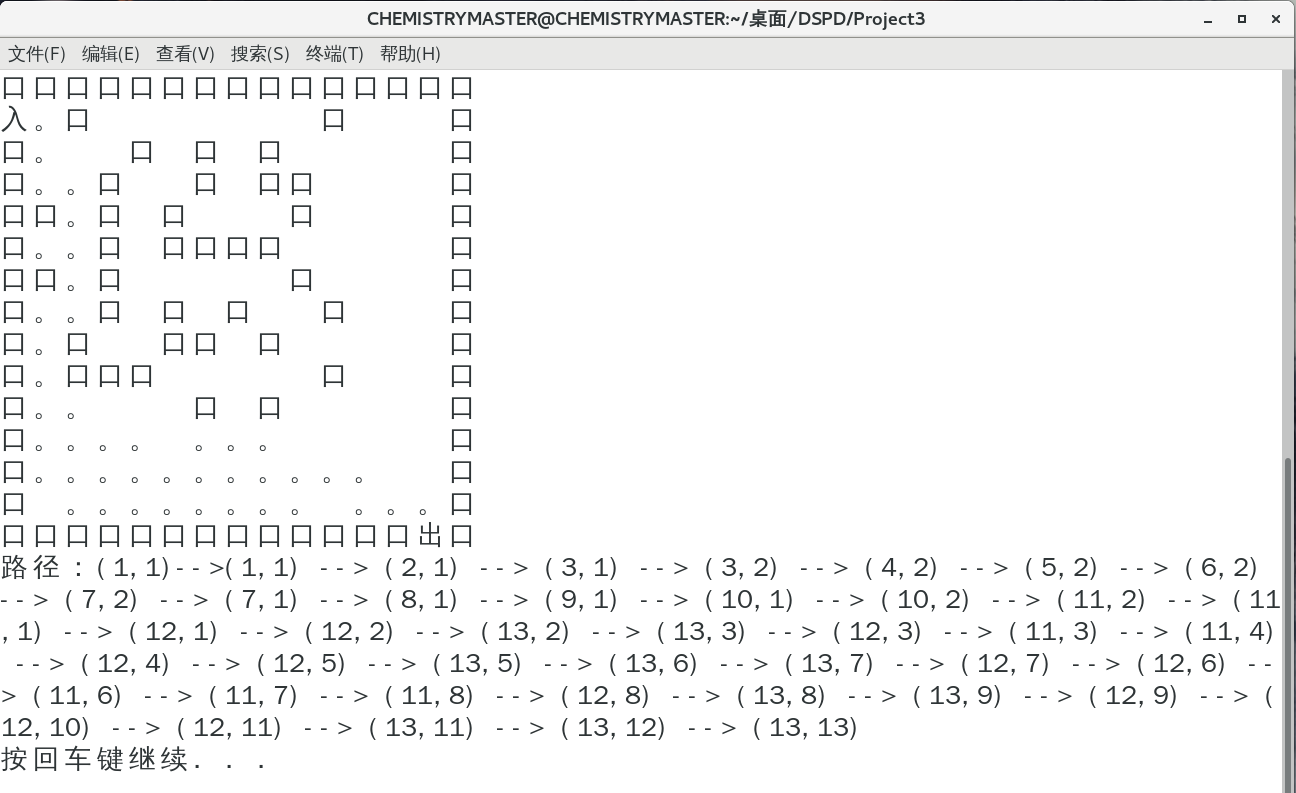 CHEMISTRYMASTER@CHEMISTRYMASTER:~/桌面/DSPD/Project3
文件(F) 编辑(E) 查看(V) 搜索(S) 终端(T) 帮助(H)
口口口口口口口口口口口口口口口
入。口　　　　　　　口　　　口
口。　　口　口　口　　　　　口
口。。口　　口　口口　　　　口
口口。口　口　　　口　　　　口
口。。口　口口口口　　　　　口
口口。口　　　　　口　　　　口
口。。口　口　口　　口　　　口
口。口　　口口　口　　　　　口
口。口口口　　　　　口　　　口
口。。　　　口　口　　　　　口
口。。。。　。。。　　　　　口
口。。。。。。。。。。。　　口
口　。。。。。。。。　。。。口
口口口口口口口口口口口口口出口
路径：( 1, 1)-->( 1, 1)  --> ( 2, 1)  --> ( 3, 1)  --> ( 3, 2)  --> ( 4, 2)  --> ( 5, 2)  --> ( 6, 2)
--> ( 7, 2)  --> ( 7, 1)  --> ( 8, 1)  --> ( 9, 1)  --> ( 10, 1)  --> ( 10, 2)  --> ( 11, 2)  --> ( 11
, 1)  --> ( 12, 1)  --> ( 12, 2)  --> ( 13, 2)  --> ( 13, 3)  --> ( 12, 3)  --> ( 11, 3)  --> ( 11, 4)
 --> ( 12, 4)  --> ( 12, 5)  --> ( 13, 5)  --> ( 13, 6)  --> ( 13, 7)  --> ( 12, 7)  --> ( 12, 6)  --
> ( 11, 6)  --> ( 11, 7)  --> ( 11, 8)  --> ( 12, 8)  --> ( 13, 8)  --> ( 13, 9)  --> ( 12, 9)  --> (
12, 10)  --> ( 12, 11)  --> ( 13, 11)  --> ( 13, 12)  --> ( 13, 13)
按回车键继续．．．